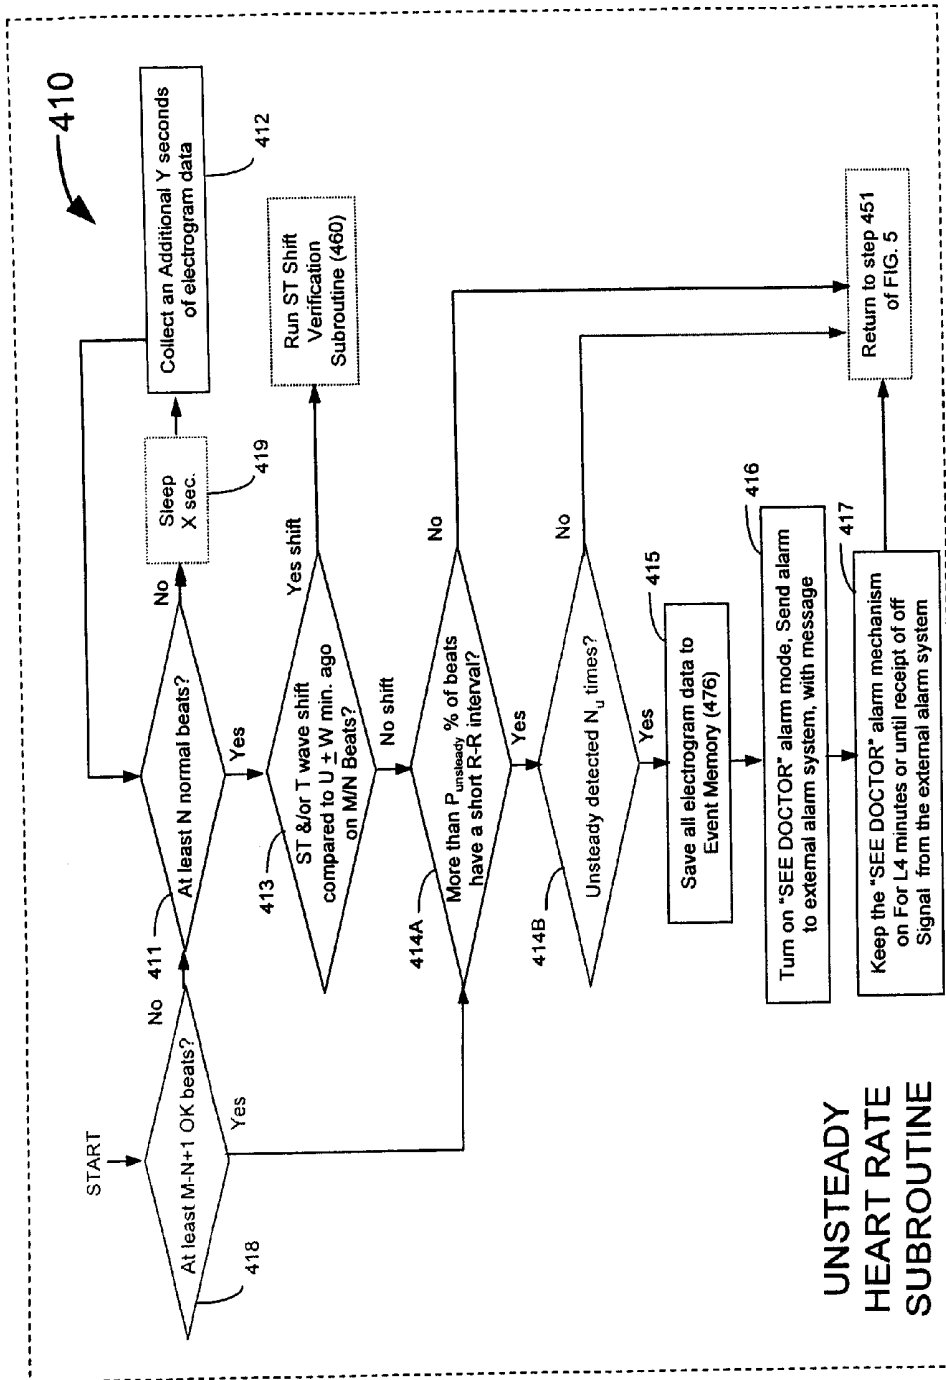 410
START
At least M-N+1 OK beats?
418
No
Yes
411
At least N normal beats?
No
Yes
Sleep
X sec.
419
Collect an Additional Y seconds
of electrogram data
412
413
ST &/or T wave shift
compared to U ± W min. ago
on M/N Beats?
Yes shift
No shift
Run ST Shift
Verification
Subroutine (460)
414A
More than Punsteady % of beats
have a short R-R interval?
No
Yes
414B
Unsteady detected Nu times?
No
Yes
415
Save all electrogram data to
Event Memory (476)
416
Turn on "SEE DOCTOR" alarm mode, Send alarm
to external alarm system, with message
417
Keep the "SEE DOCTOR" alarm mechanism
on For L4 minutes or until receipt of off
Signal from the external alarm system
Return to step 451
of FIG. 5
UNSTEADY
HEART RATE
SUBROUTINE